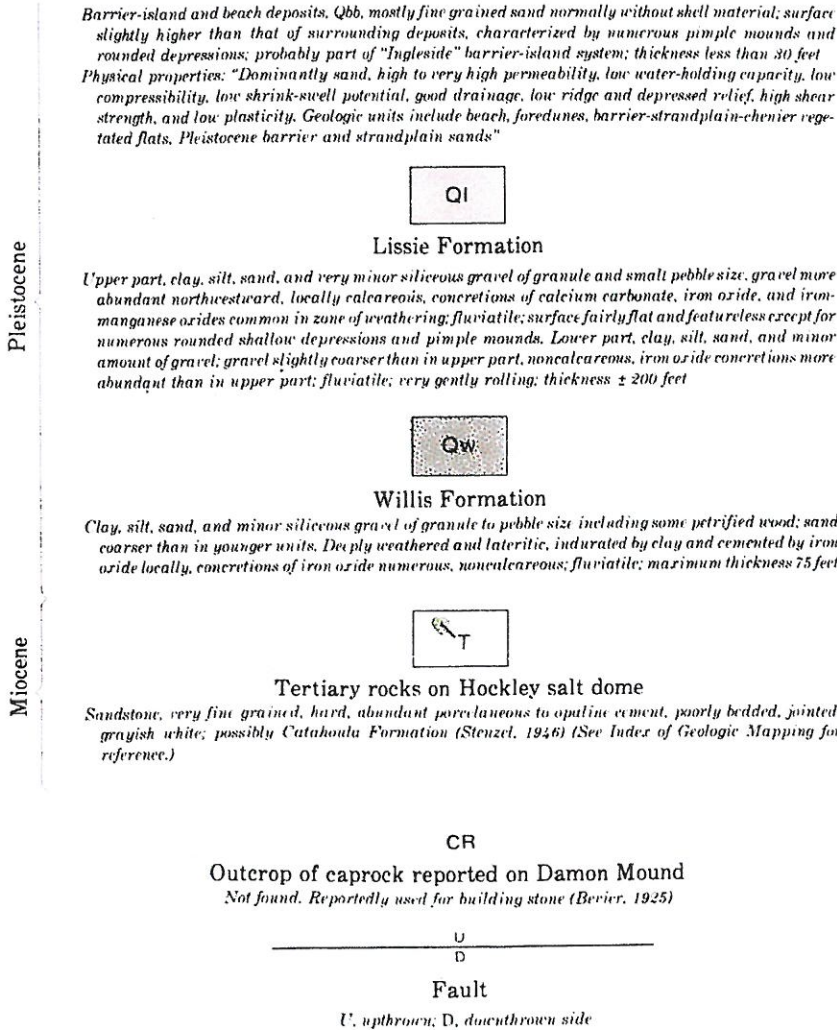 Barrier-island and beach deposits, Qbb, mostly fine grained sand normally without shell material; surface
slightly higher than that of surrounding deposits, characterized by numerous pimple mounds and
rounded depressions; probably part of "Ingleside" barrier-island system; thickness less than 30 feet
Physical properties: "Dominantly sand, high to very high permeability, low water-holding capacity, low
compressibility, low shrink-swell potential, good drainage, low ridge and depressed relief, high shear
strength, and low plasticity. Geologic units include beach, foredunes, barrier-strandplain-chenier vege-
tated flats, Pleistocene barrier and strandplain sands"
Pleistocene
Ql
Lissie Formation
Upper part, clay, silt, sand, and very minor siliceous gravel of granule and small pebble size, gravel more
abundant northwestward, locally calcareous, concretions of calcium carbonate, iron oxide, and iron-
manganese oxides common in zone of weathering; fluviatile; surface fairly flat and featureless except for
numerous rounded shallow depressions and pimple mounds. Lower part, clay, silt, sand, and minor
amount of gravel; gravel slightly coarser than in upper part, noncalcareous, iron oxide concretions more
abundant than in upper part; fluviatile; very gently rolling; thickness ± 200 feet
Qw
Willis Formation
Clay, silt, sand, and minor siliceous gravel of granule to pebble size including some petrified wood; sand
coarser than in younger units. Deeply weathered and lateritic, indurated by clay and cemented by iron
oxide locally, concretions of iron oxide numerous, noncalcareous; fluviatile; maximum thickness 75 feet
Miocene
T
Tertiary rocks on Hockley salt dome
Sandstone, very fine grained, hard, abundant porcelaneous to opaline cement, poorly bedded, jointed
grayish white; possibly Catahoula Formation (Stenzel, 1946) (See Index of Geologic Mapping for
reference.)
CR
Outcrop of caprock reported on Damon Mound
Not found. Reportedly used for building stone (Bevier, 1925)
U
D
Fault
U, upthrown; D, downthrown side